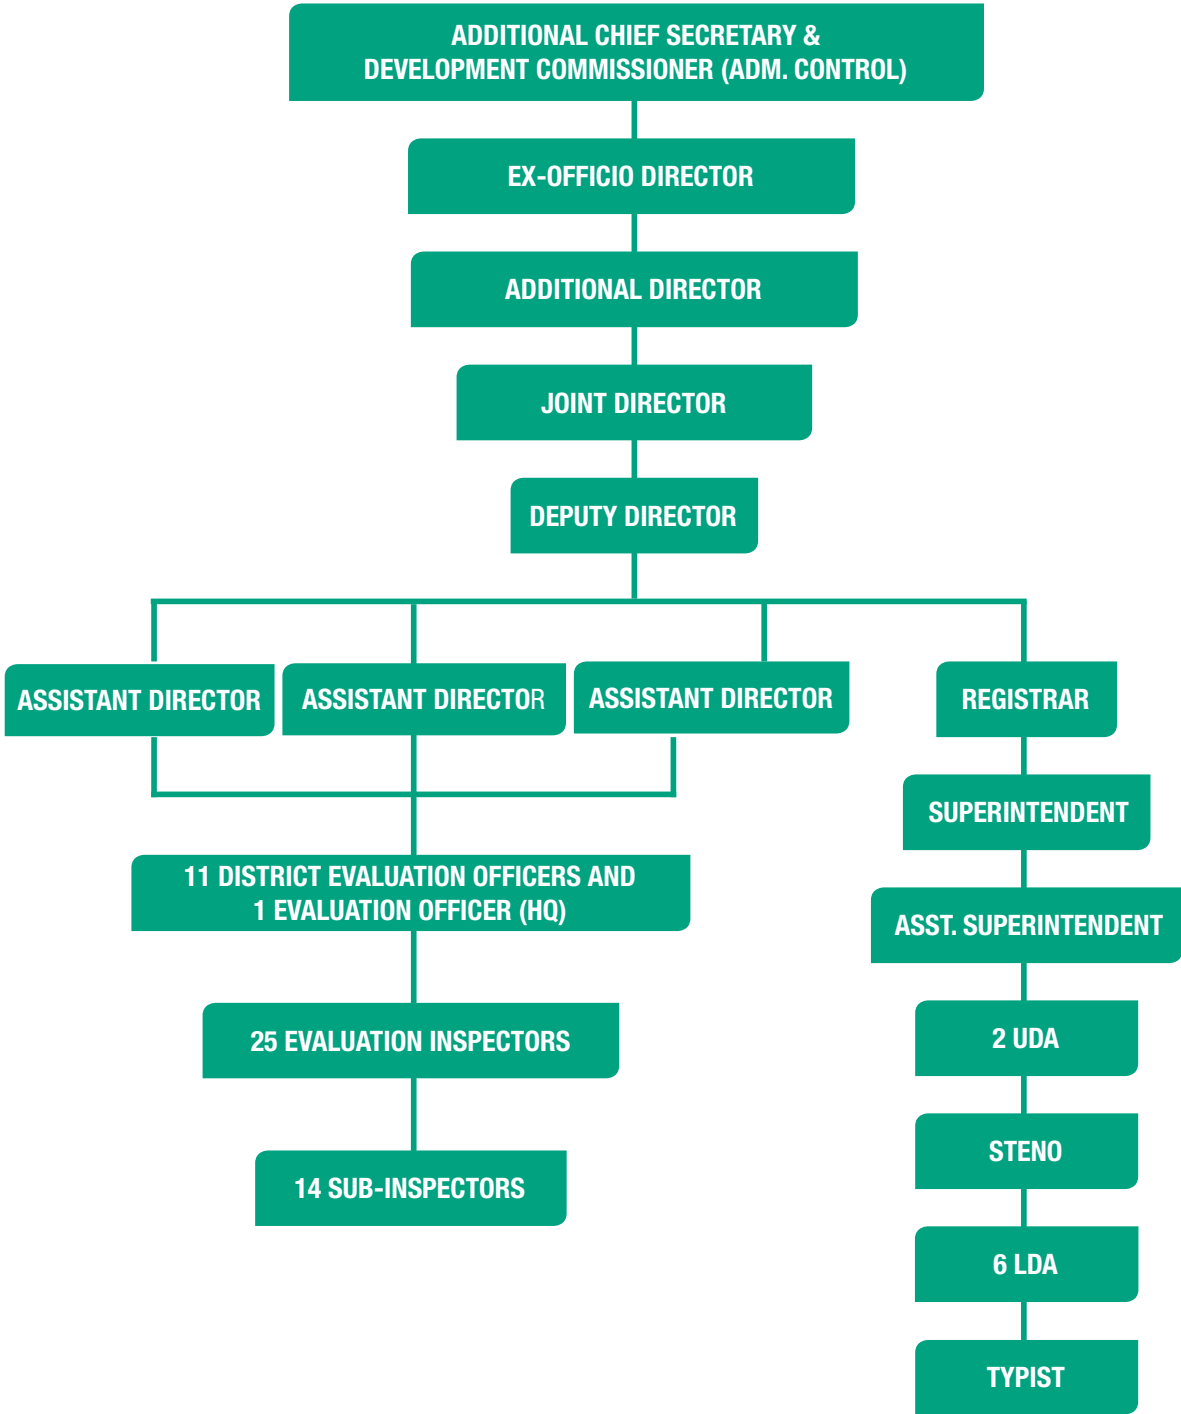 ADDITIONAL CHIEF SECRETARY &
DEVELOPMENT COMMISSIONER (ADM. CONTROL)
EX-OFFICIO DIRECTOR
ADDITIONAL DIRECTOR
JOINT DIRECTOR
DEPUTY DIRECTOR
ASSISTANT DIRECTOR
ASSISTANT DIRECTOR
ASSISTANT DIRECTOR
REGISTRAR
SUPERINTENDENT
11 DISTRICT EVALUATION OFFICERS AND
1 EVALUATION OFFICER (HQ)
ASST. SUPERINTENDENT
25 EVALUATION INSPECTORS
2 UDA
STENO
14 SUB-INSPECTORS
6 LDA
TYPIST